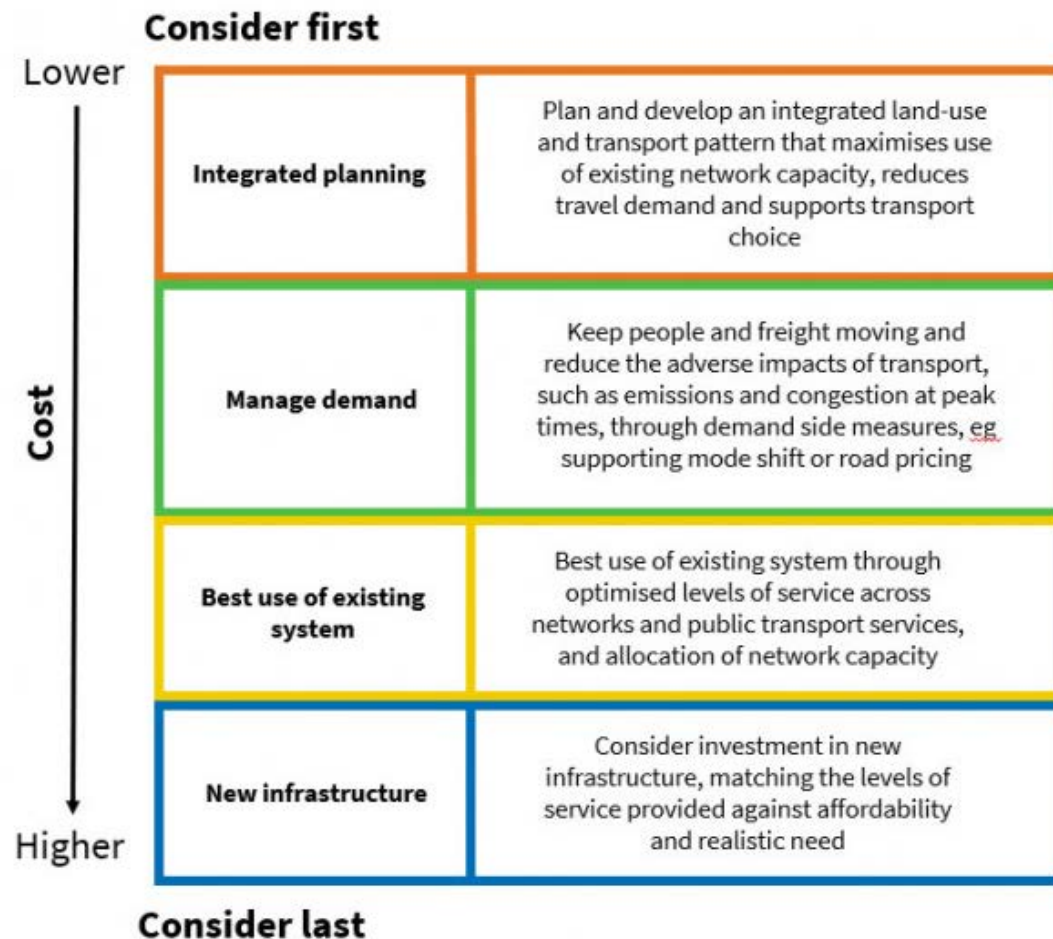 Consider first
Lower
Integrated planning
Plan and develop an integrated land-use
and transport pattern that maximises use
of existing network capacity, reduces
travel demand and supports transport
choice
Manage demand
Keep people and freight moving and
reduce the adverse impacts of transport,
such as emissions and congestion at peak
times, through demand side measures, eg
supporting mode shift or road pricing
Cost
Best use of existing
system
Best use of existing system through
optimised levels of service across
networks and public transport services,
and allocation of network capacity
New infrastructure
Consider investment in new
infrastructure, matching the levels of
service provided against affordability
and realistic need
Higher
Consider last